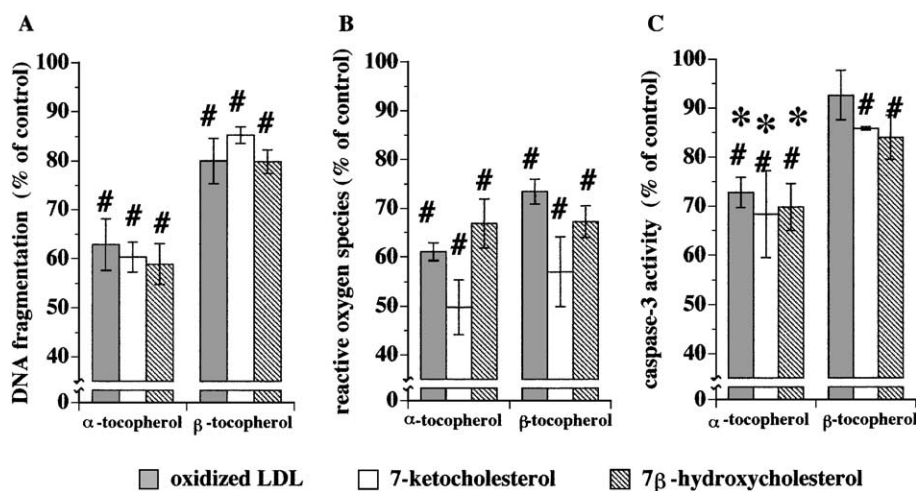 A
DNA fragmentation (% of control)
100
90
80
70
60
50
40
0
# # #
# # #
α -tocopherol
β -tocopherol
B
reactive oxygen species (% of control)
100
90
80
70
60
50
40
0
# # #
# # #
α-tocopherol
β-tocopherol
C
caspase-3 activity (% of control)
100
90
80
70
60
50
40
0
* * *
# # #
# #
α -tocopherol
β-tocopherol
oxidized LDL
7-ketocholesterol
7β-hydroxycholesterol